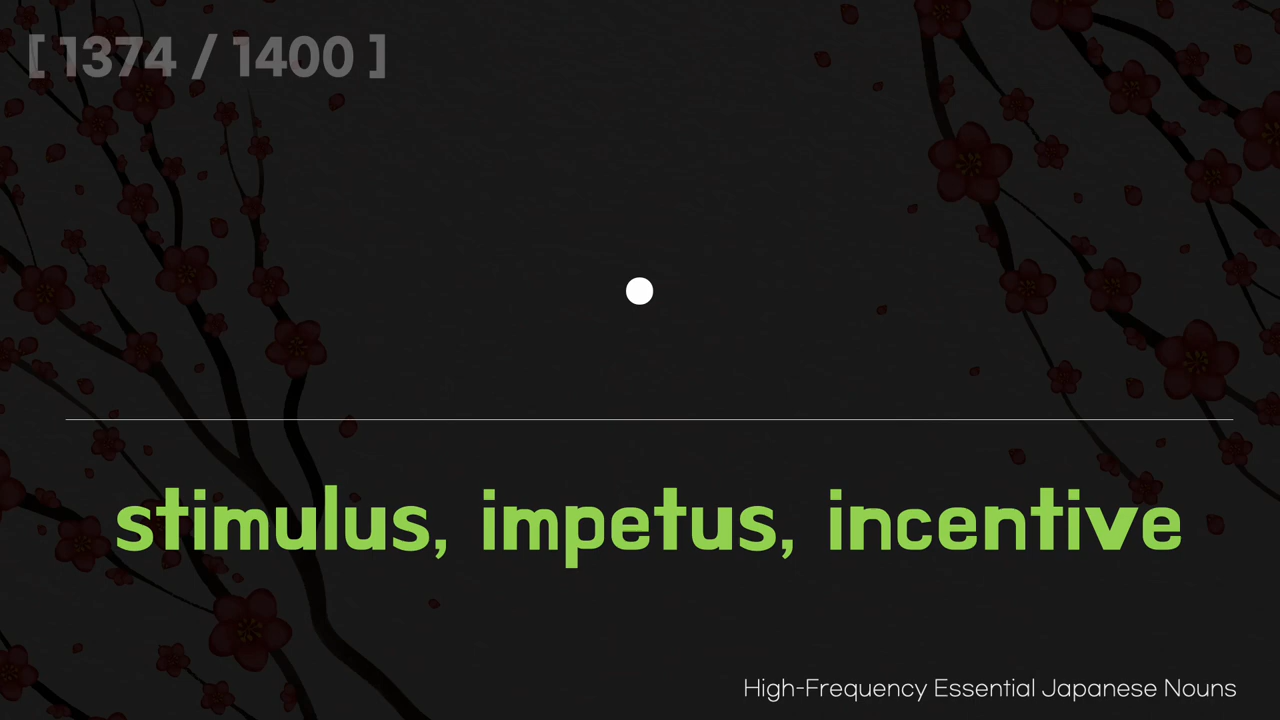 [ 1374 / 1400 ]
stimulus, impetus, incentive
High-Frequency Essential Japanese Nouns